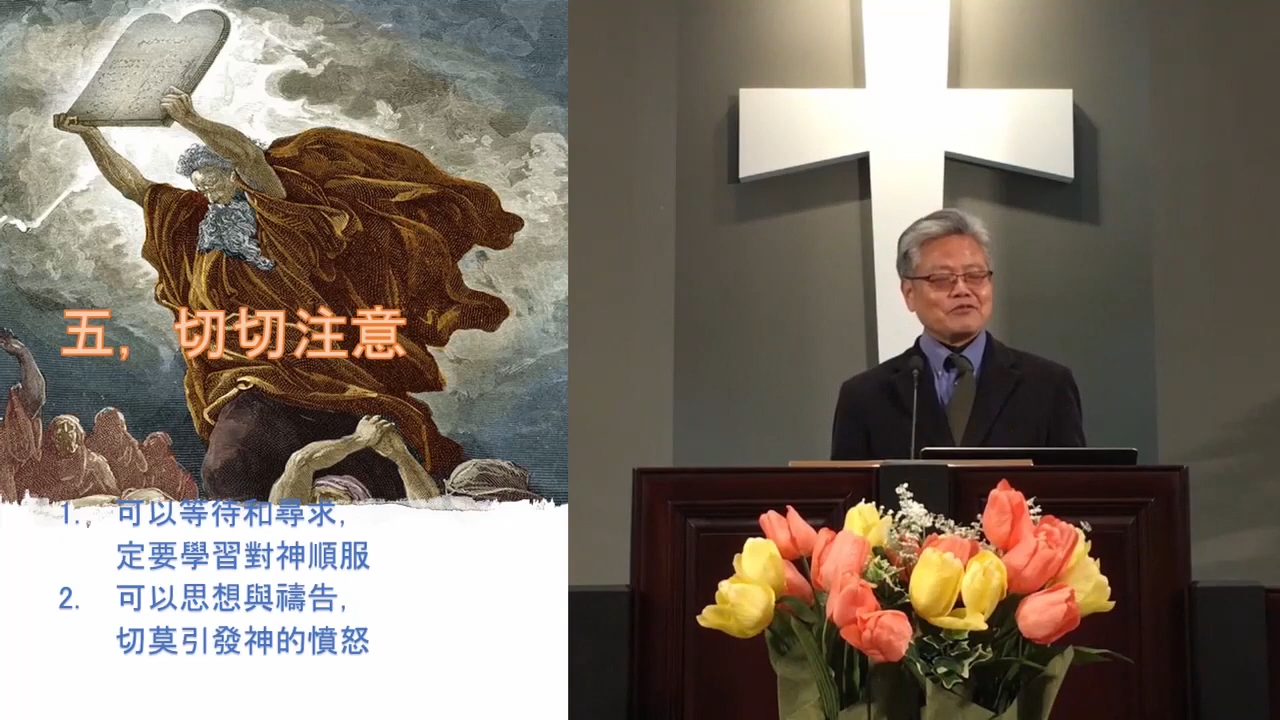 五, 切切注意
1. 可以等待和尋求,
定要學習對神順服
2. 可以思想與禱告,
切莫引發神的憤怒